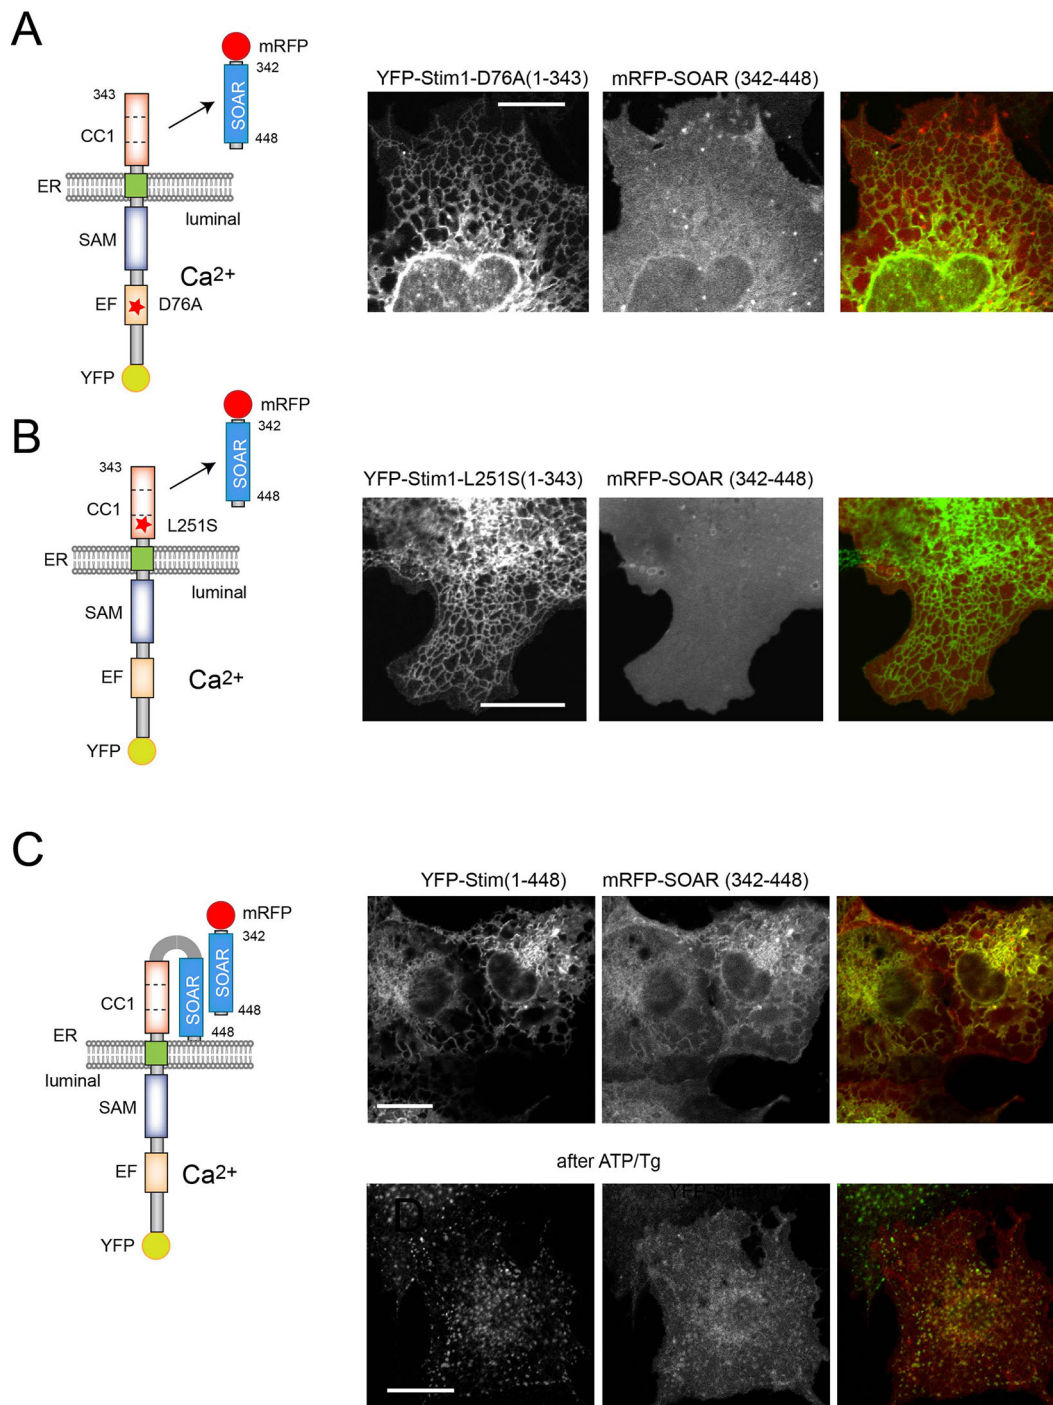 A
mRFP
342
SOAR
448
343
CC1
ER
luminal
SAM
Ca2+
EF
D76A
YFP
YFP-Stim1-D76A(1-343)
mRFP-SOAR (342-448)
B
mRFP
342
SOAR
448
343
CC1
L251S
ER
luminal
SAM
EF
Ca2+
YFP
YFP-Stim1-L251S(1-343)
mRFP-SOAR (342-448)
C
mRFP
342
SOAR
448
CC1
SOAR
448
ER
luminal
SAM
EF
Ca2+
YFP
YFP-Stim(1-448)
mRFP-SOAR (342-448)
after ATP/Tg
D